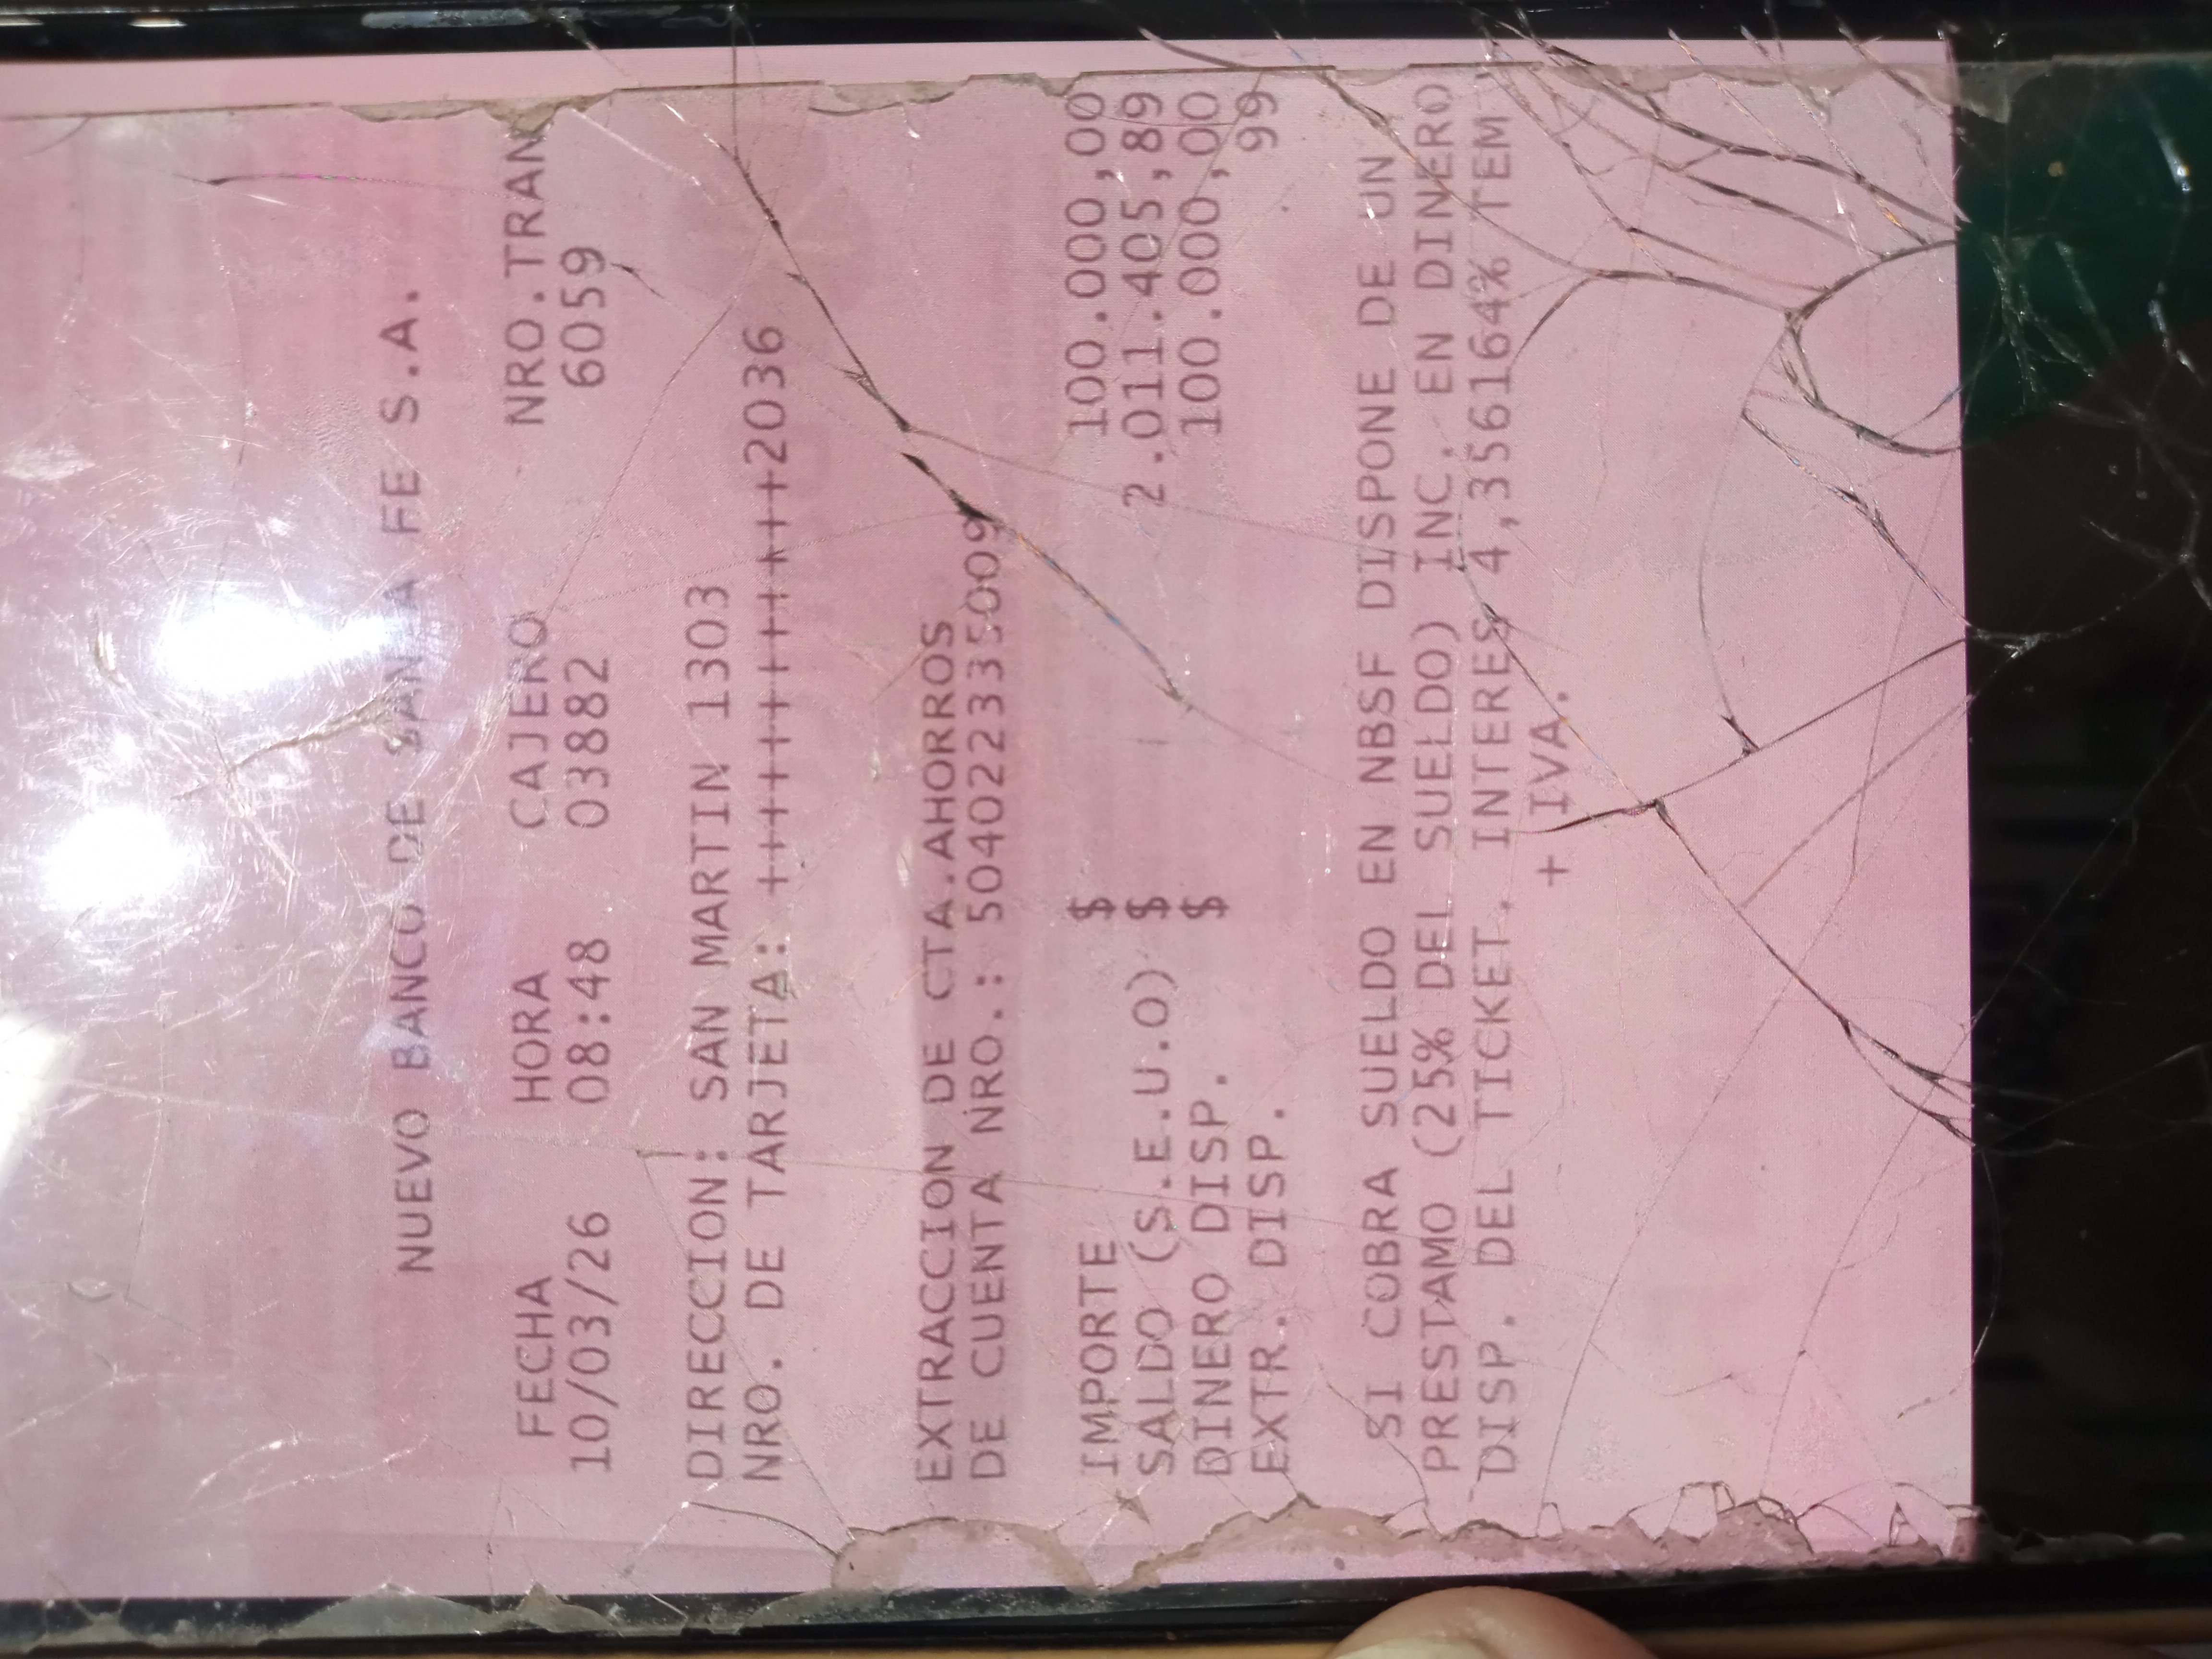 NUEVO BANCO DE SANTA FE S.A.
FECHA HORA CAJERO NRO.TRAN
10/03/26 08:48 03882 6059
DIRECCION: SAN MARTIN 1303
NRO. DE TARJETA: ++++++++++++2036
EXTRACCION DE CTA.AHORROS
DE CUENTA NRO.: 504022335009
IMPORTE $ 100.000,00
SALDO (S.E.U.O) $ 2.011.405,89
DINERO DISP. $ 100.000,00
EXTR. DISP. 99
SI COBRA SUELDO EN NBSF DISPONE DE UN
PRESTAMO (25% DEL SUELDO) INC. EN DINERO
DISP. DEL TICKET. INTERES 4,356164% TEM
+ IVA.